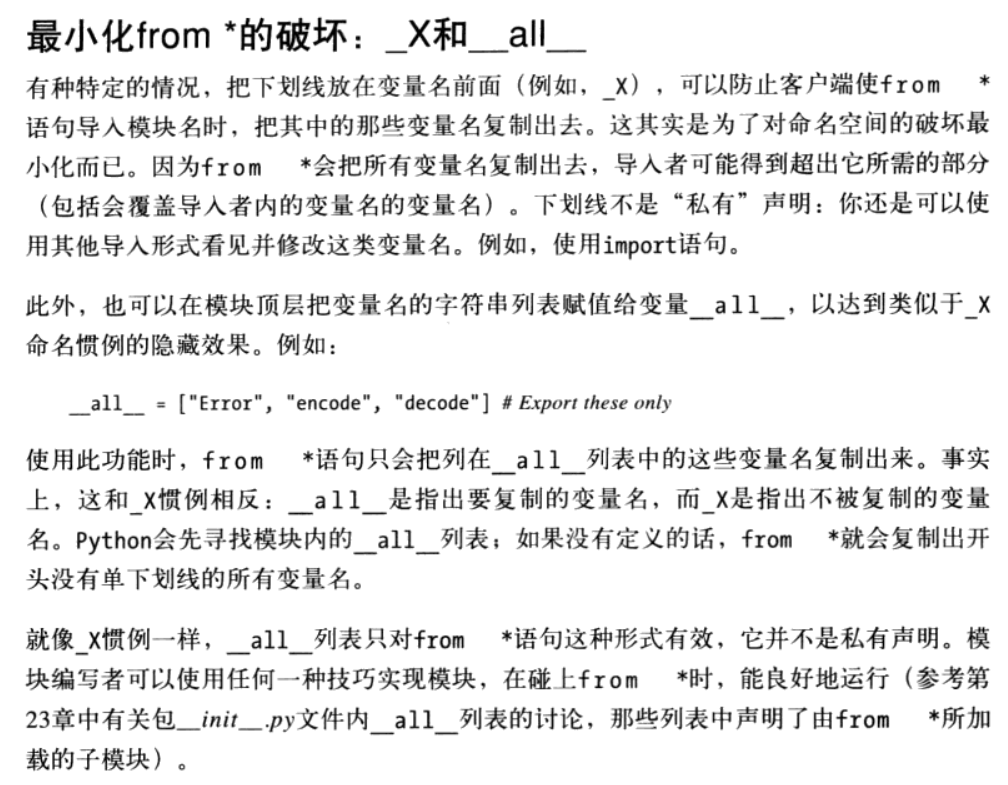 最小化from *的破坏：_X和__all__
有种特定的情况，把下划线放在变量名前面（例如，_X），可以防止客户端使from *
语句导入模块名时，把其中的那些变量名复制出去。这其实是为了对命名空间的破坏最
小化而已。因为from *会把所有变量名复制出去，导入者可能得到超出它所需的部分
（包括会覆盖导入者内的变量名的变量名）。下划线不是“私有”声明：你还是可以使
用其他导入形式看见并修改这类变量名。例如，使用import语句。
此外，也可以在模块顶层把变量名的字符串列表赋值给变量__all__，以达到类似于_X
命名惯例的隐藏效果。例如：
__all__ = ["Error", "encode", "decode"] # Export these only
使用此功能时，from *语句只会把列在__all__列表中的这些变量名复制出来。事实
上，这和_X惯例相反：__all__是指出要复制的变量名，而_X是指出不被复制的变量
名。Python会先寻找模块内的__all__列表；如果没有定义的话，from *就会复制出开
头没有单下划线的所有变量名。
就像_X惯例一样，__all__列表只对from *语句这种形式有效，它并不是私有声明。模
块编写者可以使用任何一种技巧实现模块，在碰上from *时，能良好地运行（参考第
23章中有关包__init__.py文件内__all__列表的讨论，那些列表中声明了由from *所加
载的子模块）。